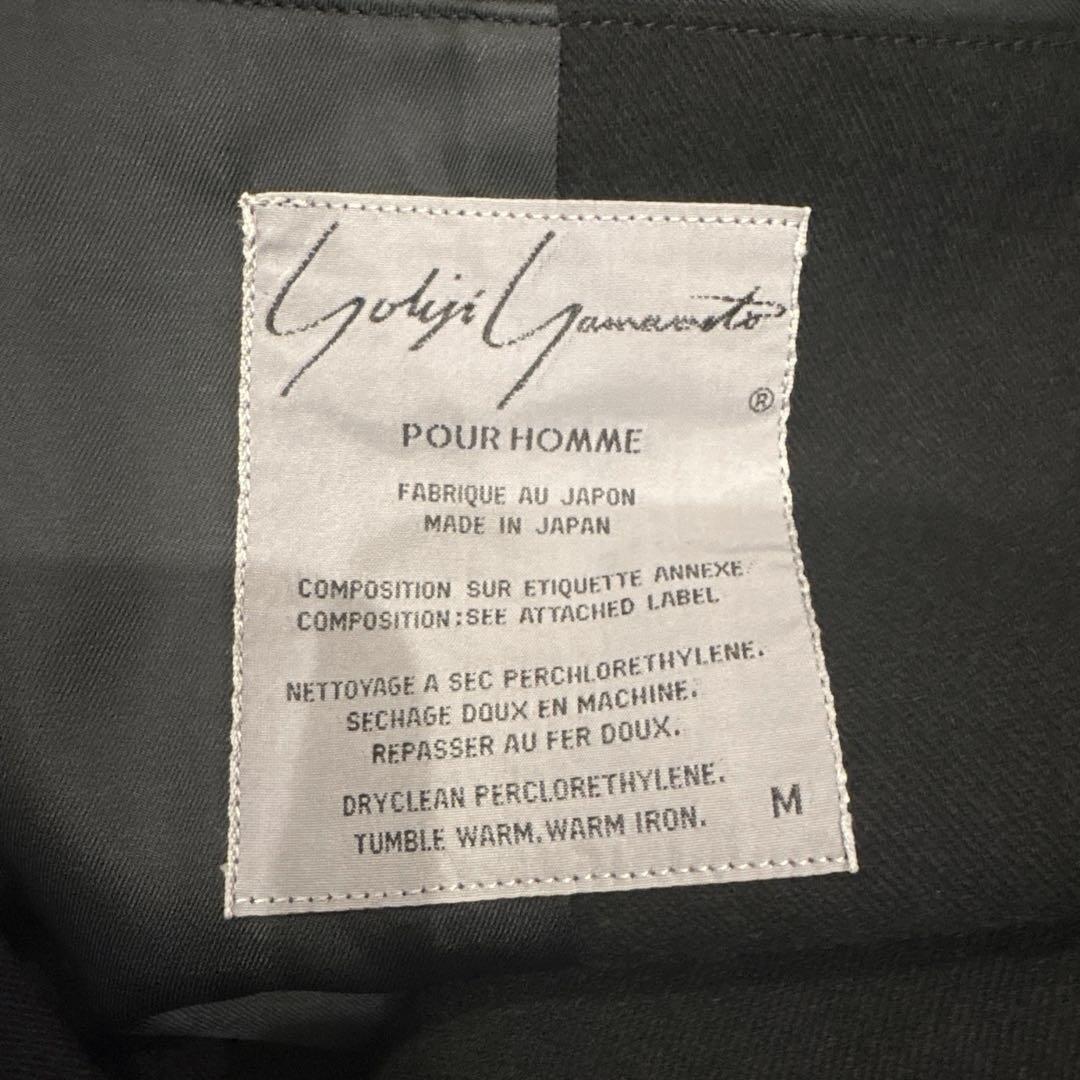 Yohji Yamamoto
®
POUR HOMME
FABRIQUE AU JAPON
MADE IN JAPAN
COMPOSITION SUR ETIQUETTE ANNEXE
COMPOSITION:SEE ATTACHED LABEL
NETTOYAGE A SEC PERCHLORETHYLENE.
SECHAGE DOUX EN MACHINE.
REPASSER AU FER DOUX.
DRYCLEAN PERCLORETHYLENE.
TUMBLE WARM.WARM IRON.
M